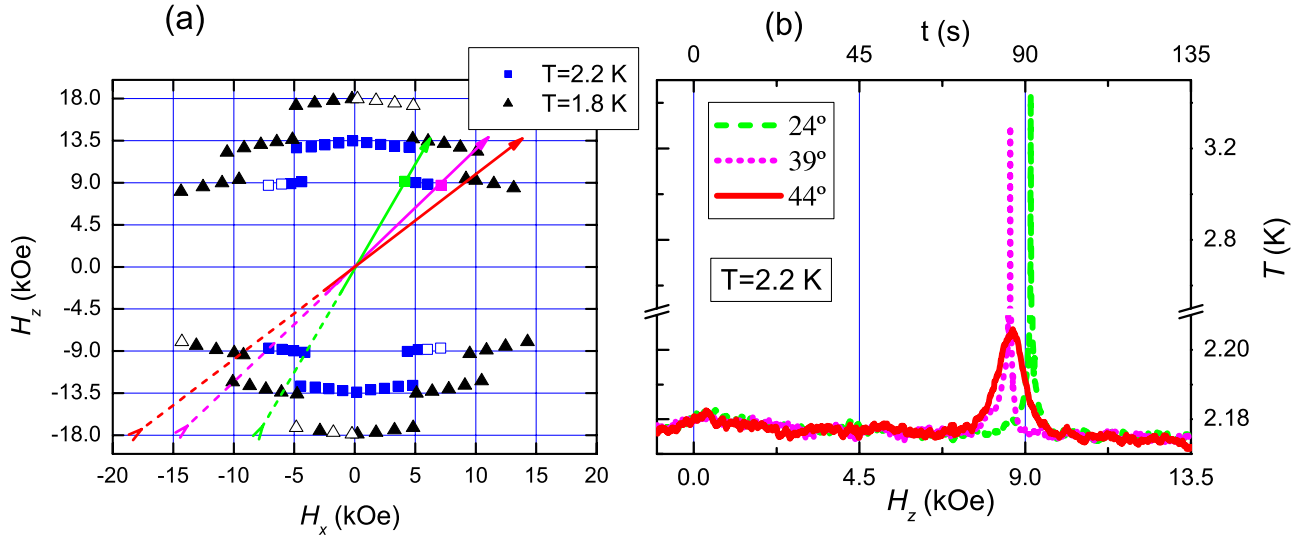 (a)
T=2.2 K
T=1.8 K
18.0
13.5
9.0
4.5
0.0
-4.5
-9.0
-13.5
-18.0
H_z (kOe)
-20 -15 -10 -5 0 5 10 15 20
H_x (kOe)
(b)
t (s)
0 45 90 135
24º
39º
44º
T=2.2 K
3.2
2.8
2.20
2.18
T (K)
0.0 4.5 9.0 13.5
H_z (kOe)